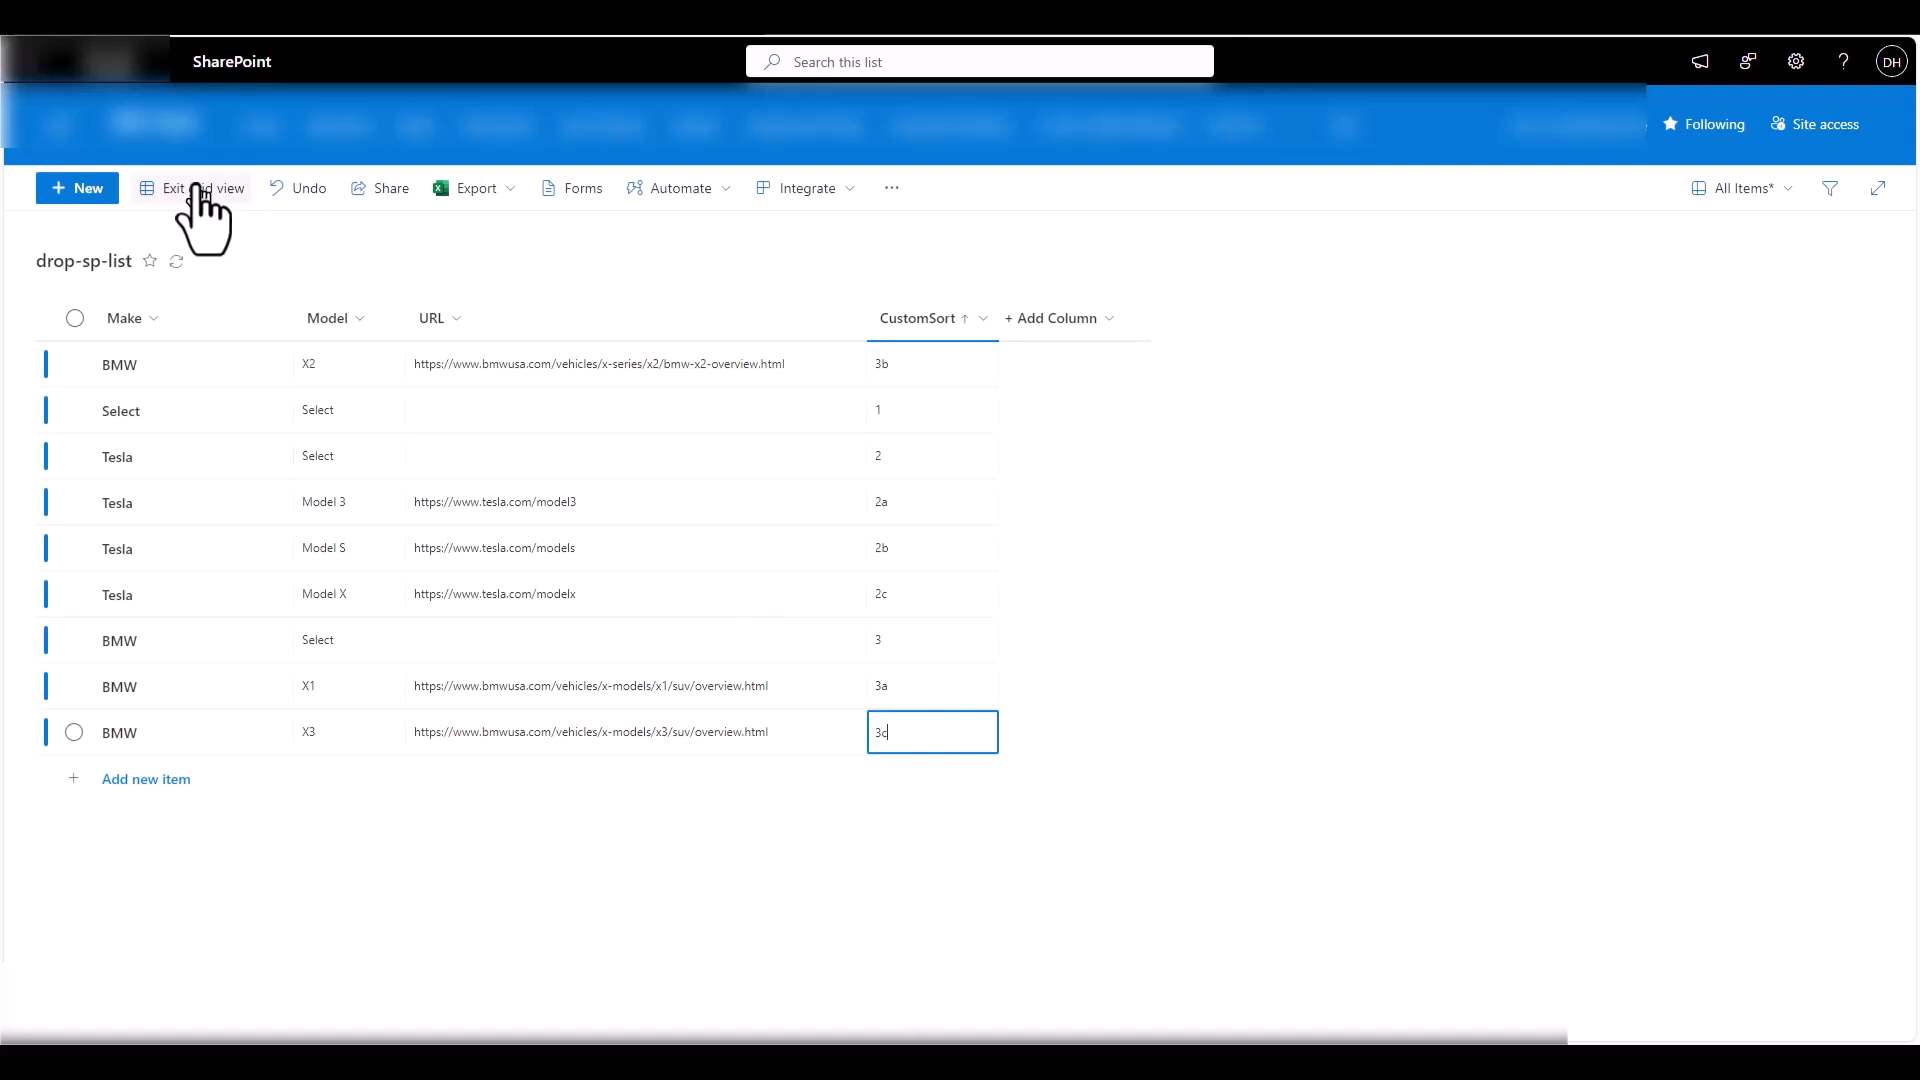 SharePoint
Search this list
DH
Following
Site access
+ New
Exit grid view
Undo
Share
Export
Forms
Automate
Integrate
...
All Items*
drop-sp-list
Make Model URL CustomSort ↑ + Add Column
BMW X2 https://www.bmwusa.com/vehicles/x-series/x2/bmw-x2-overview.html 3b
Select Select 1
Tesla Select 2
Tesla Model 3 https://www.tesla.com/model3 2a
Tesla Model S https://www.tesla.com/models 2b
Tesla Model X https://www.tesla.com/modelx 2c
BMW Select 3
BMW X1 https://www.bmwusa.com/vehicles/x-models/x1/suv/overview.html 3a
BMW X3 https://www.bmwusa.com/vehicles/x-models/x3/suv/overview.html 3c
+ Add new item